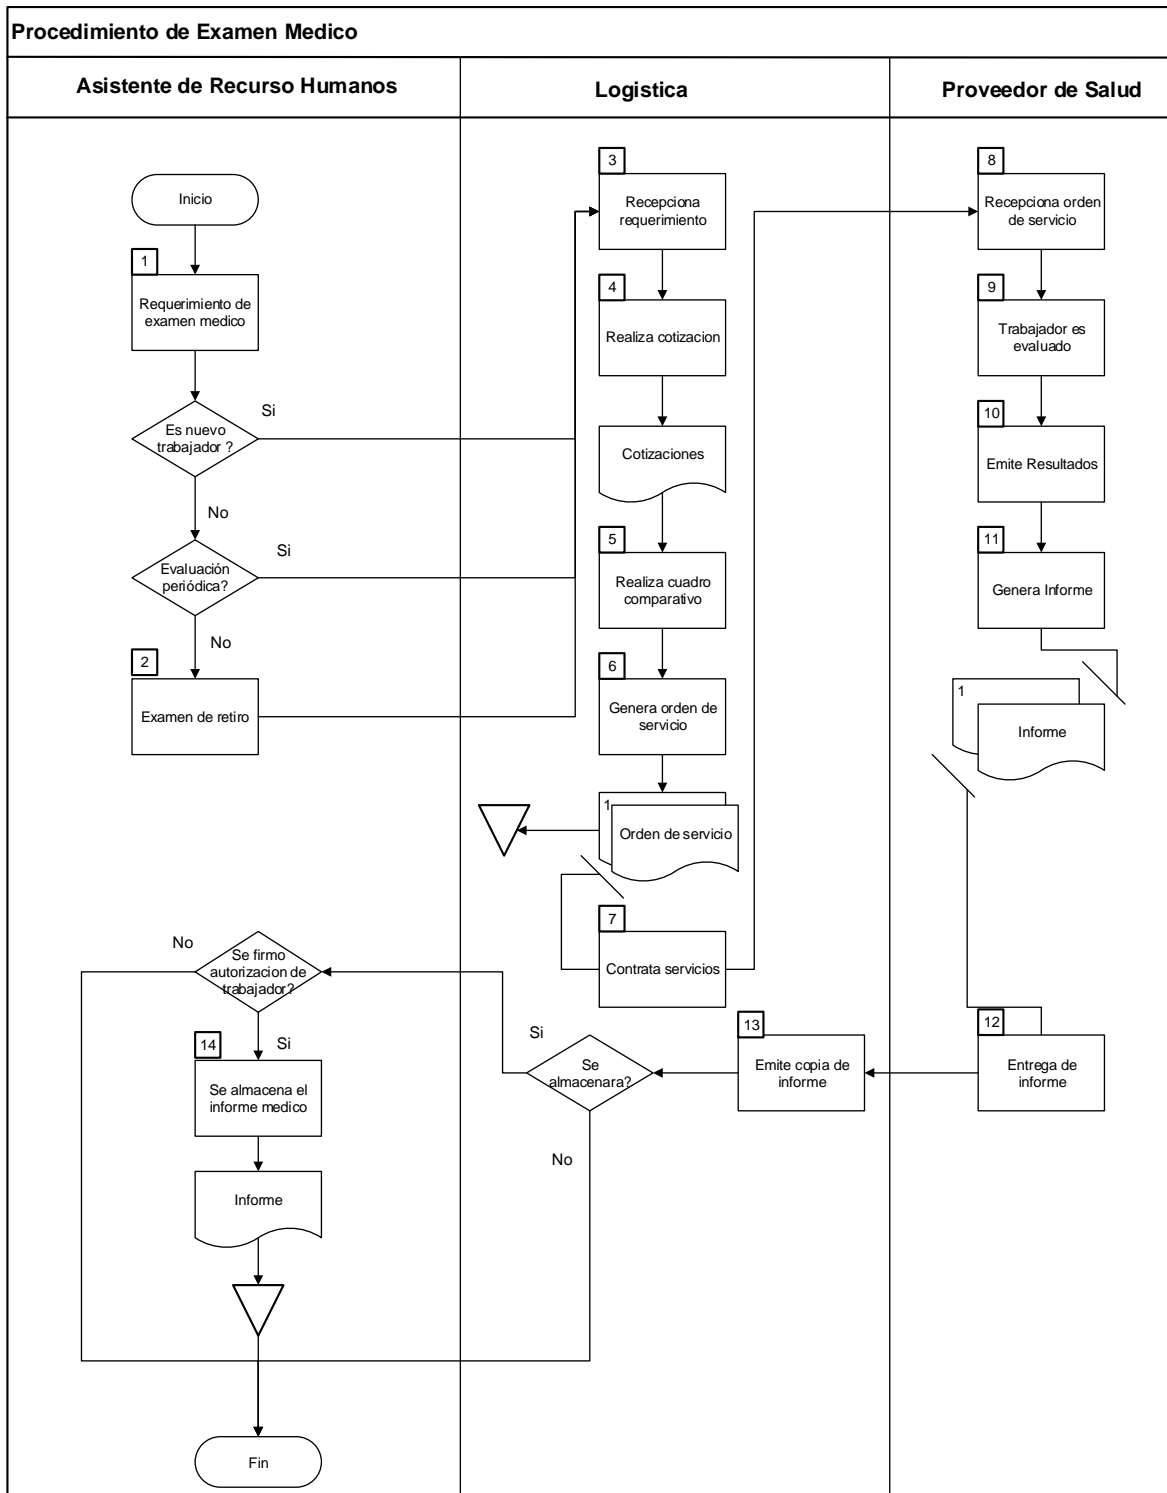 Procedimiento de Examen Medico
Asistente de Recurso Humanos
Logistica
Proveedor de Salud
Inicio
1
Requerimiento de
examen medico
Es nuevo
trabajador ?
Si
No
Evaluación
periódica?
Si
No
2
Examen de retiro
3
Recepciona
requerimiento
4
Realiza cotizacion
Cotizaciones
5
Realiza cuadro
comparativo
6
Genera orden de
servicio
1
Orden de servicio
7
Contrata servicios
8
Recepciona orden
de servicio
9
Trabajador es
evaluado
10
Emite Resultados
11
Genera Informe
1
Informe
12
Entrega de
informe
13
Emite copia de
informe
Se
almacenara?
Si
No
Se firmo
autorizacion de
trabajador?
No
Si
14
Se almacena el
informe medico
Informe
Fin